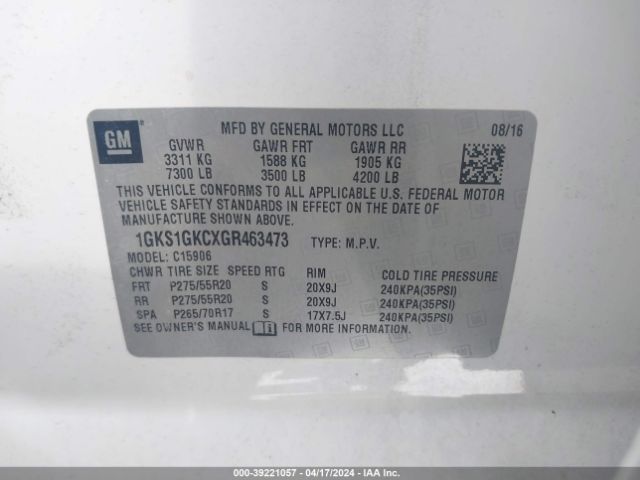 GM
MFD BY GENERAL MOTORS LLC 08/16
GVWR GAWR FRT GAWR RR
3311 KG 1588 KG 1905 KG
7300 LB 3500 LB 4200 LB
THIS VEHICLE CONFORMS TO ALL APPLICABLE U.S. FEDERAL MOTOR
VEHICLE SAFETY STANDARDS IN EFFECT ON THE DATE OF
MANUFACTURE SHOWN ABOVE.
1GKS1GKCXGR463473 TYPE: M.P.V.
MODEL: C15906
CHWR TIRE SIZE SPEED RTG RIM COLD TIRE PRESSURE
FRT P275/55R20 S 20X9J 240KPA(35PSI)
RR P275/55R20 S 20X9J 240KPA(35PSI)
SPA P265/70R17 S 17X7.5J 240KPA(35PSI)
SEE OWNER'S MANUAL FOR MORE INFORMATION.
000-39221057 - 04/17/2024 - IAA Inc.